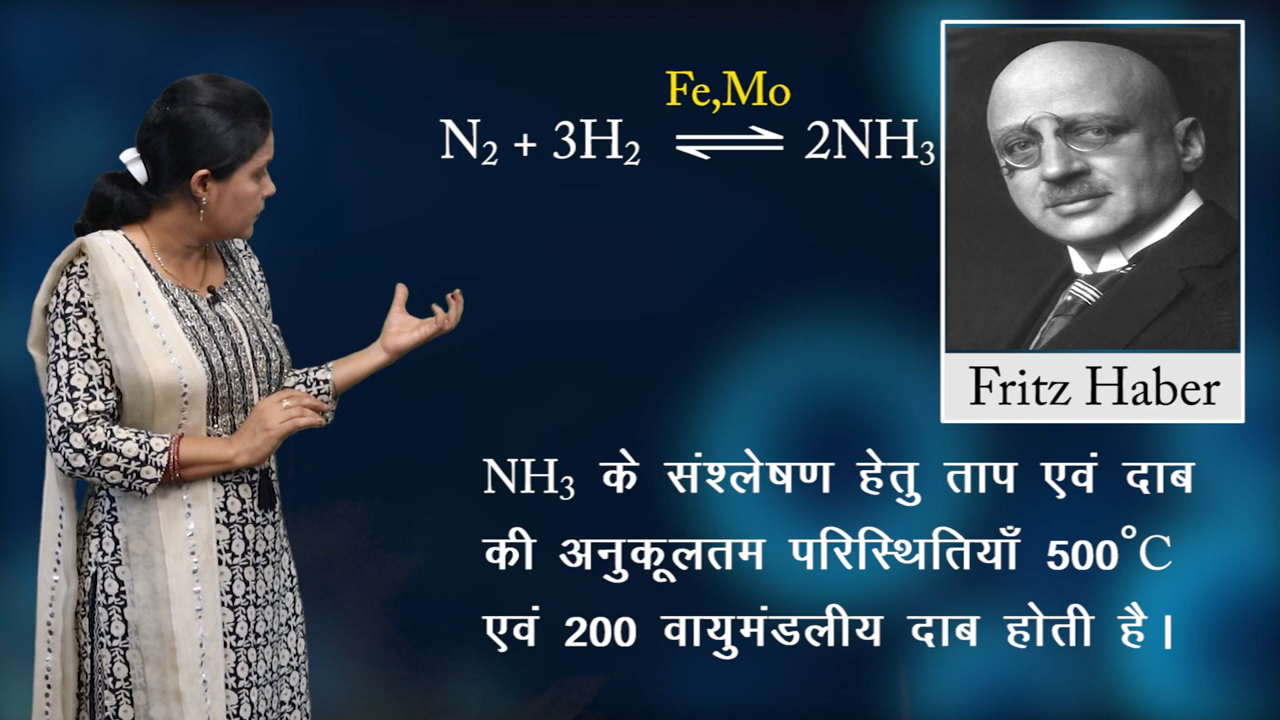 Fe,Mo
N₂ + 3H₂ ⇌ 2NH₃
Fritz Haber
NH₃ के संश्लेषण हेतु ताप एवं दाब
की अनुकूलतम परिस्थितियाँ 500°C
एवं 200 वायुमंडलीय दाब होती है।